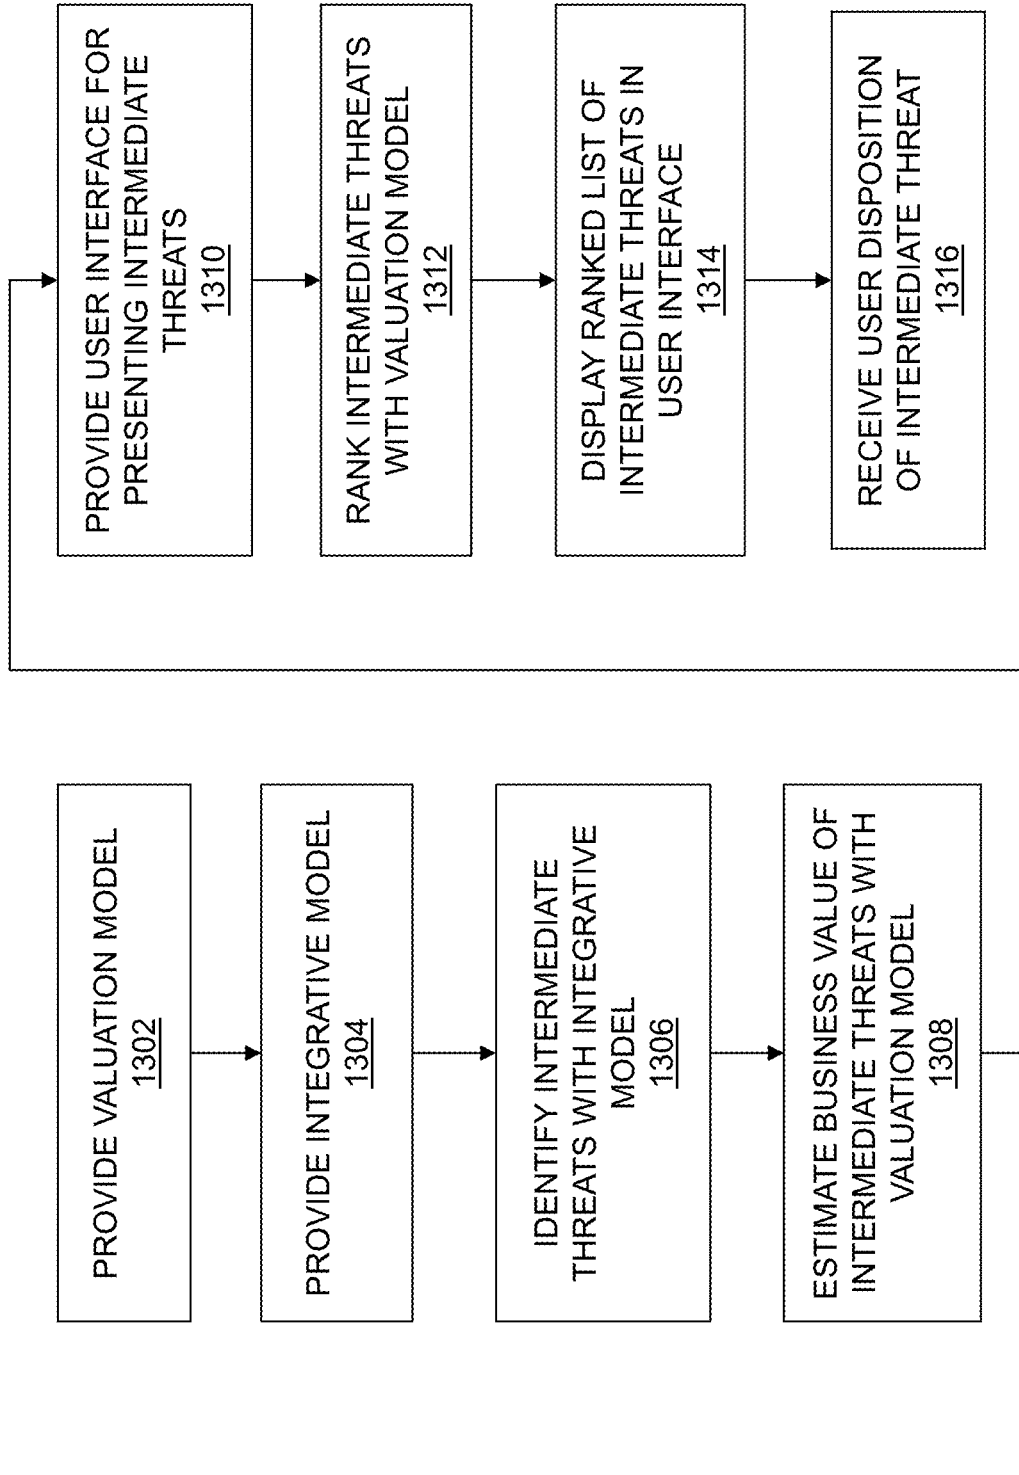 PROVIDE VALUATION MODEL
1302
PROVIDE INTEGRATIVE MODEL
1304
IDENTIFY INTERMEDIATE
THREATS WITH INTEGRATIVE
MODEL
1306
ESTIMATE BUSINESS VALUE OF
INTERMEDIATE THREATS WITH
VALUATION MODEL
1308
PROVIDE USER INTERFACE FOR
PRESENTING INTERMEDIATE
THREATS
1310
RANK INTERMEDIATE THREATS
WITH VALUATION MODEL
1312
DISPLAY RANKED LIST OF
INTERMEDIATE THREATS IN
USER INTERFACE
1314
RECEIVE USER DISPOSITION
OF INTERMEDIATE THREAT
1316